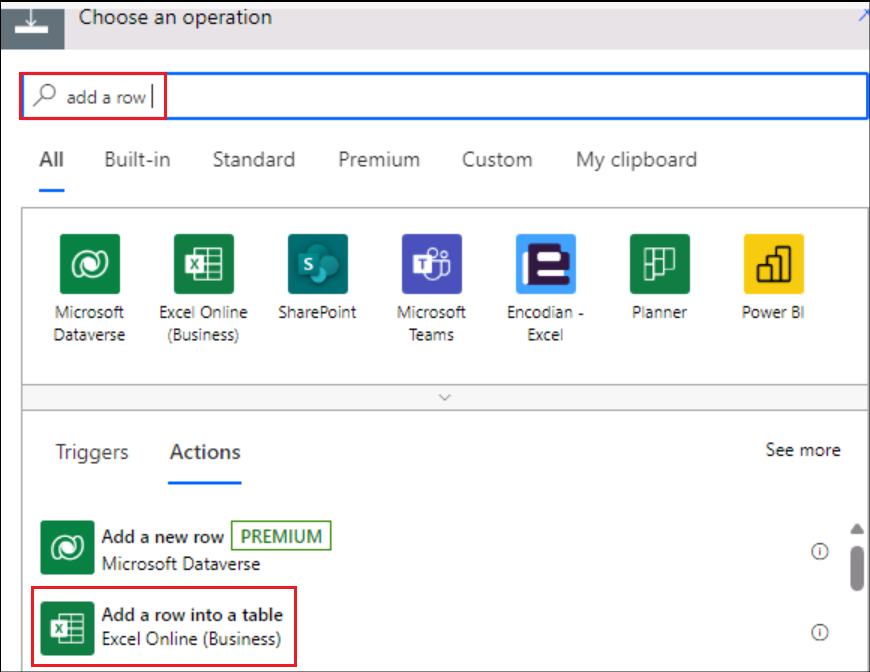 Choose an operation
add a row
All Built-in Standard Premium Custom My clipboard
Microsoft Dataverse
Excel Online (Business)
SharePoint
Microsoft Teams
Encodian - Excel
Planner
Power BI
Triggers Actions See more
Add a new row PREMIUM
Microsoft Dataverse
Add a row into a table
Excel Online (Business)